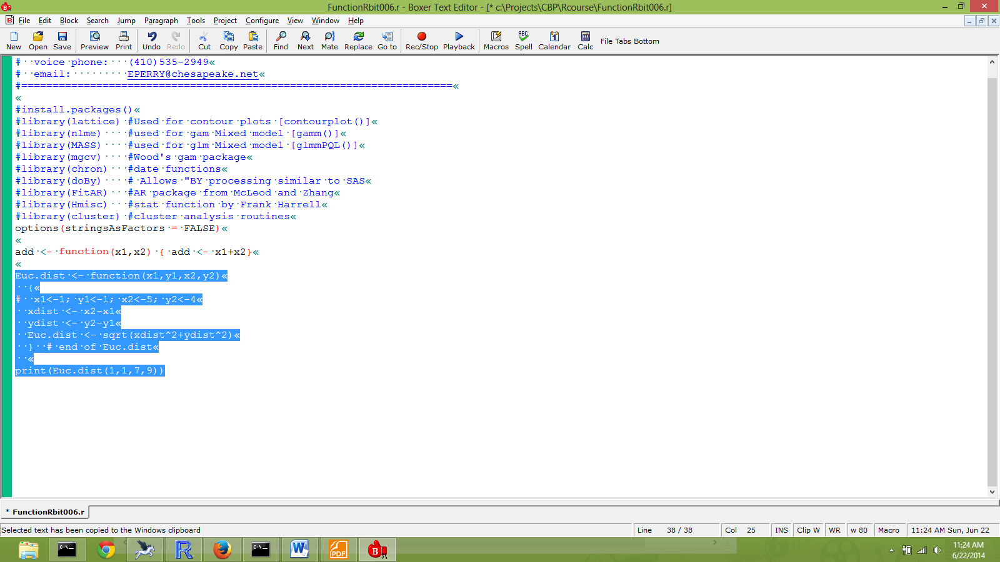 FunctionRbit006.r - Boxer Text Editor - [* c:\Projects\CBP\Rcourse\FunctionRbit006.r]
File Edit Block Search Jump Paragraph Tools Project Configure View Window Help
New Open Save Preview Print Undo Redo Cut Copy Paste Find Next Mate Replace Go to Rec/Stop Playback Macros Spell Calendar Calc File Tabs Bottom
#··voice·phone:···(410)535-2949«
#··email:·········EPERRY@chesapeake.net«
#=====================================================================«
«
#install.packages()«
#library(lattice)·#Used·for·contour·plots·[contourplot()]«
#library(nlme)····#used·for·gam·Mixed·model·[gamm()]«
#library(MASS)····#used·for·glm·Mixed·model·[glmmPQL()]«
#library(mgcv)····#Wood's·gam·package«
#library(chron)···#date·functions«
#library(doBy)····#·Allows·"BY·processing·similar·to·SAS«
#library(FitAR)···#AR·package·from·McLeod·and·Zhang«
#library(Hmisc)···#stat·function·by·Frank·Harrell«
#library(cluster)·#cluster·analysis·routines«
options(stringsAsFactors·=·FALSE)«
«
add·<-·function(x1,x2)·{·add·<-·x1+x2}«
«
Euc.dist·<-·function(x1,y1,x2,y2)«
··{«
#··x1<-1;·y1<-1;·x2<-5;·y2<-4«
··xdist·<-·x2-x1«
··ydist·<-·y2-y1«
··Euc.dist·<-·sqrt(xdist^2+ydist^2)«
··}··#·end·of·Euc.dist«
··«
print(Euc.dist(1,1,7,9))
* FunctionRbit006.r
Selected text has been copied to the Windows clipboard Line 38 / 38 Col 25 INS Clip W WR w 80 Macro 11:24 AM Sun, Jun 22
C:\_ R C:\_ W PDF B 11:24 AM
6/22/2014